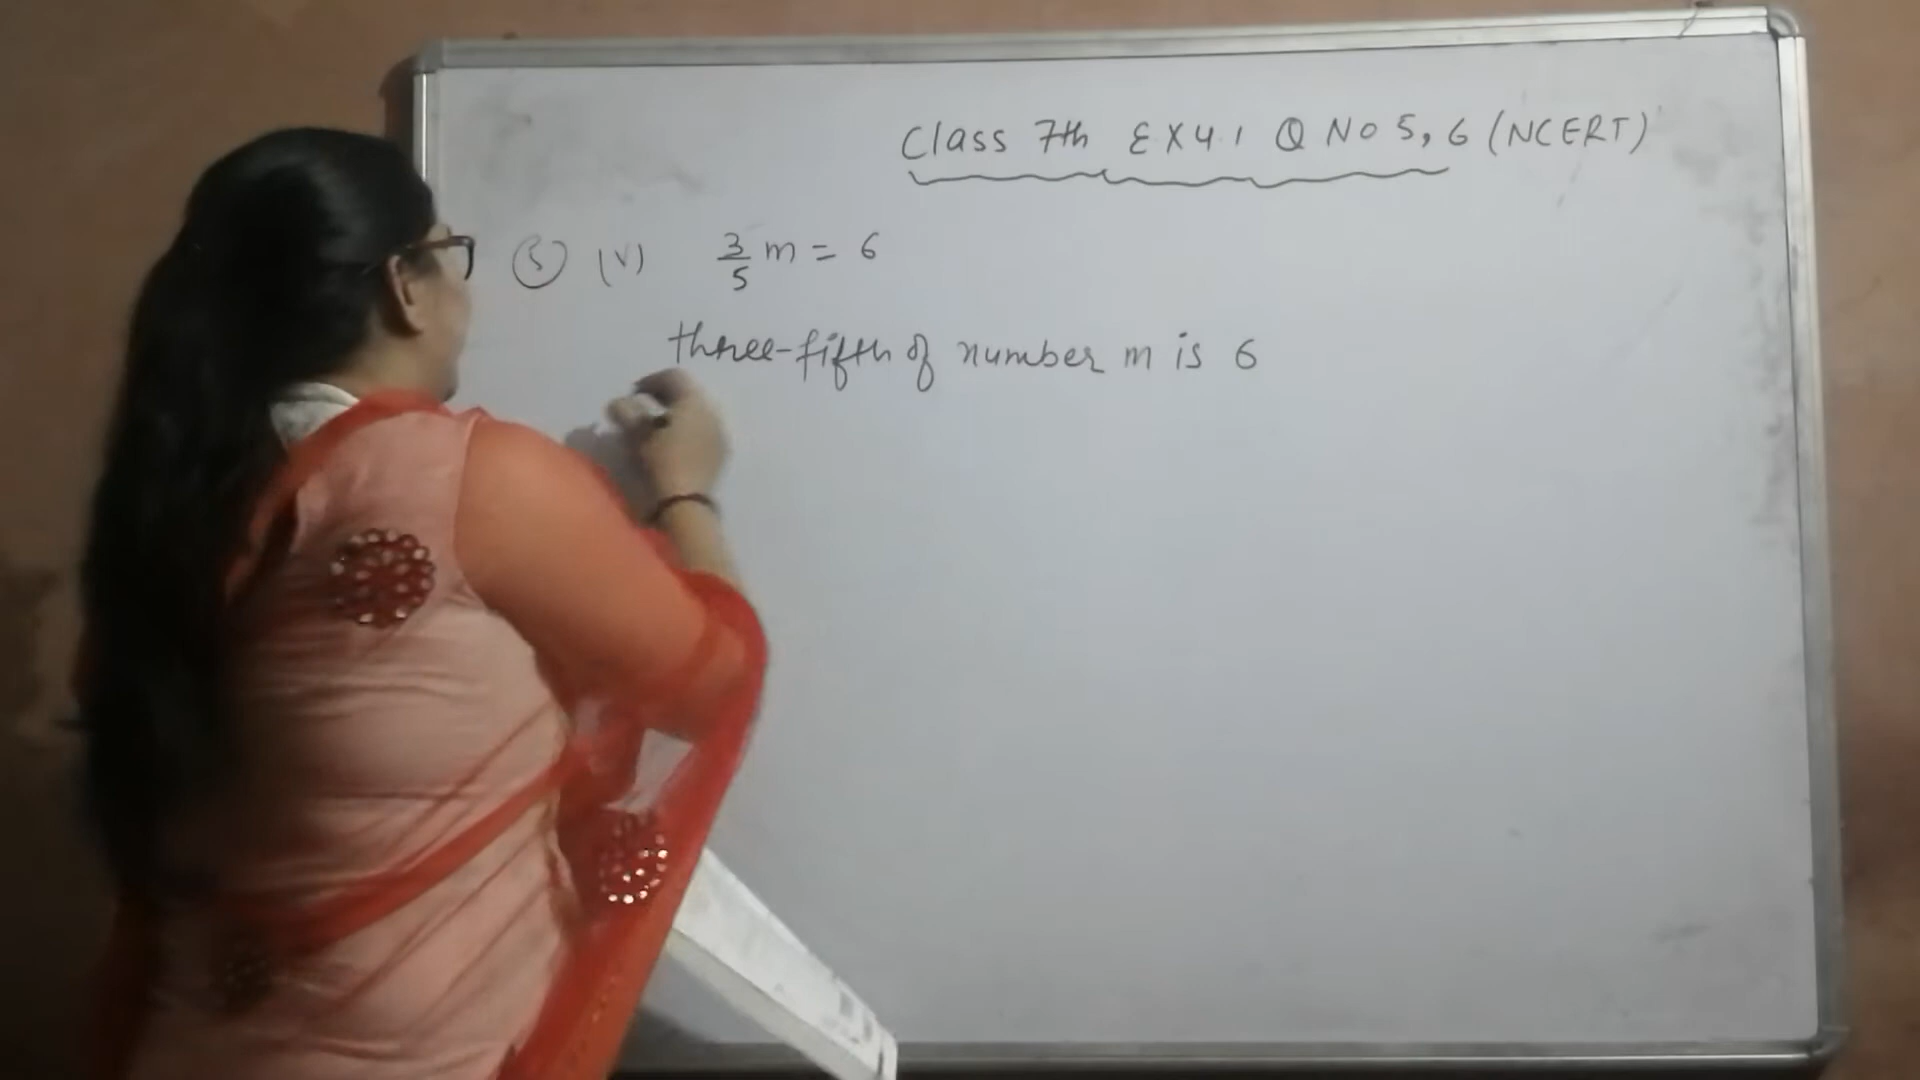 Class 7th EX 4.1 Q NO 5, 6 (NCERT)
(5) (V) 3/5 m = 6
three-fifth of number m is 6